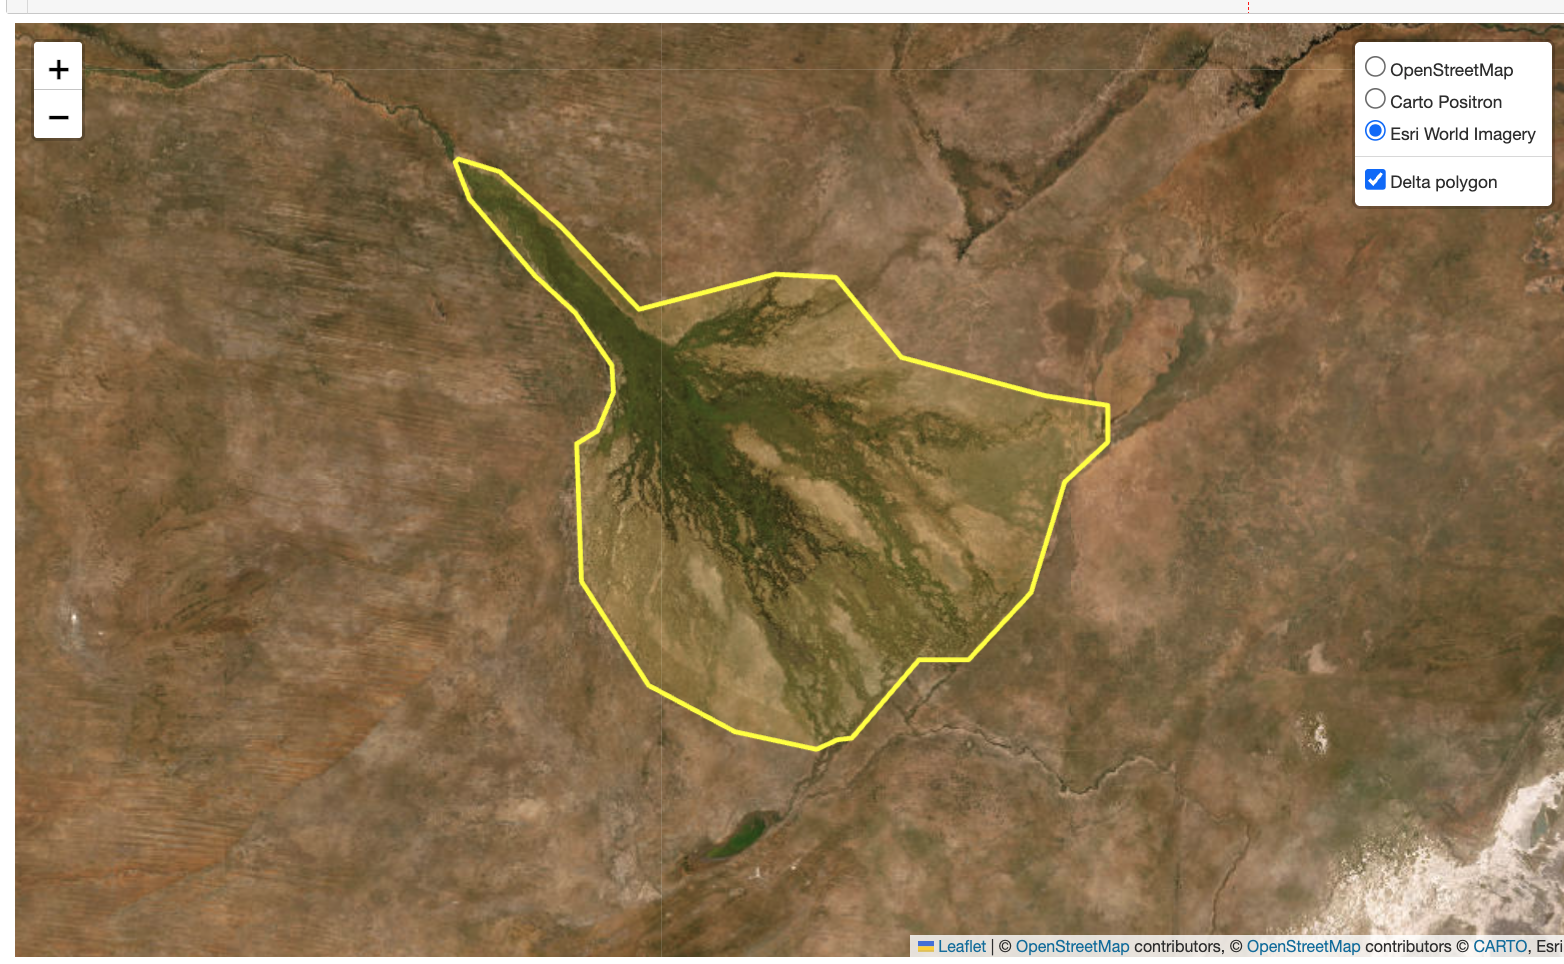 +
−
OpenStreetMap
Carto Positron
Esri World Imagery
Delta polygon
Leaflet | © OpenStreetMap contributors, © OpenStreetMap contributors © CARTO, Esri